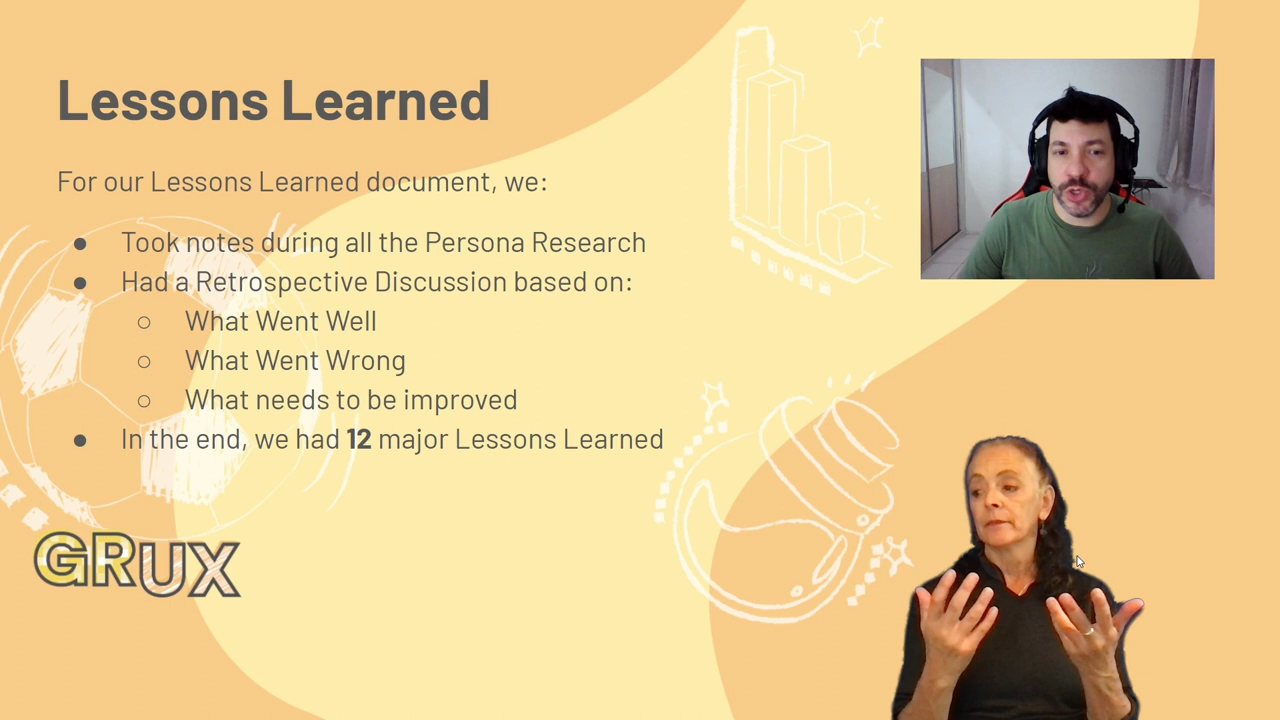 Lessons Learned
For our Lessons Learned document, we:
● Took notes during all the Persona Research
● Had a Retrospective Discussion based on:
○ What Went Well
○ What Went Wrong
○ What needs to be improved
● In the end, we had 12 major Lessons Learned
GRUX